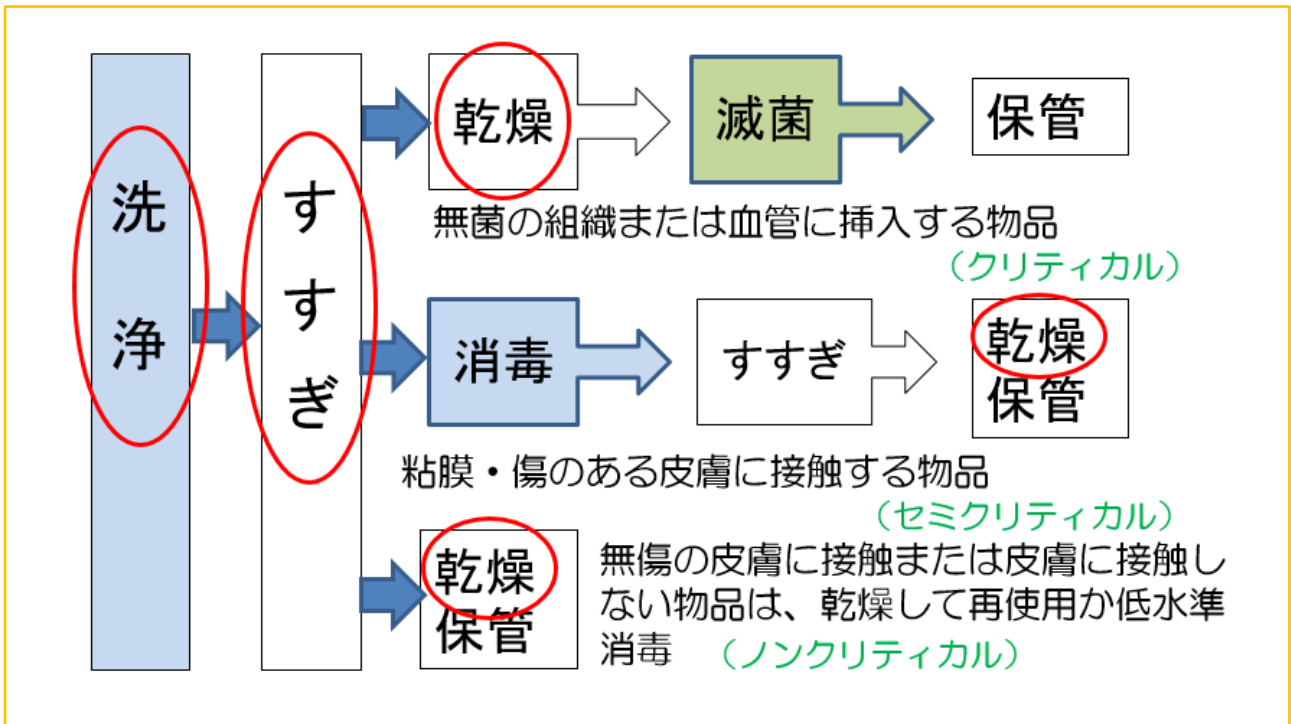 洗浄
すすぎ
乾燥
滅菌
保管
無菌の組織または血管に挿入する物品
（クリティカル）
消毒
すすぎ
乾燥
保管
粘膜・傷のある皮膚に接触する物品
（セミクリティカル）
乾燥
保管
無傷の皮膚に接触または皮膚に接触し
ない物品は、乾燥して再使用か低水準
消毒 （ノンクリティカル）